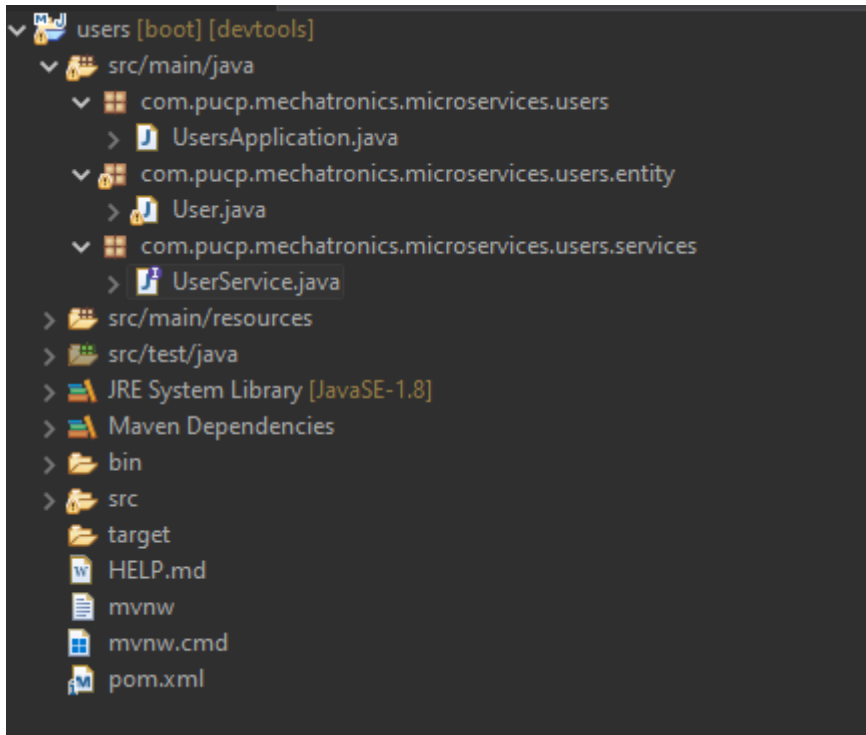 users [boot] [devtools]
src/main/java
com.pucp.mechatronics.microservices.users
UsersApplication.java
com.pucp.mechatronics.microservices.users.entity
User.java
com.pucp.mechatronics.microservices.users.services
UserService.java
src/main/resources
src/test/java
JRE System Library [JavaSE-1.8]
Maven Dependencies
bin
src
target
HELP.md
mvnw
mvnw.cmd
pom.xml